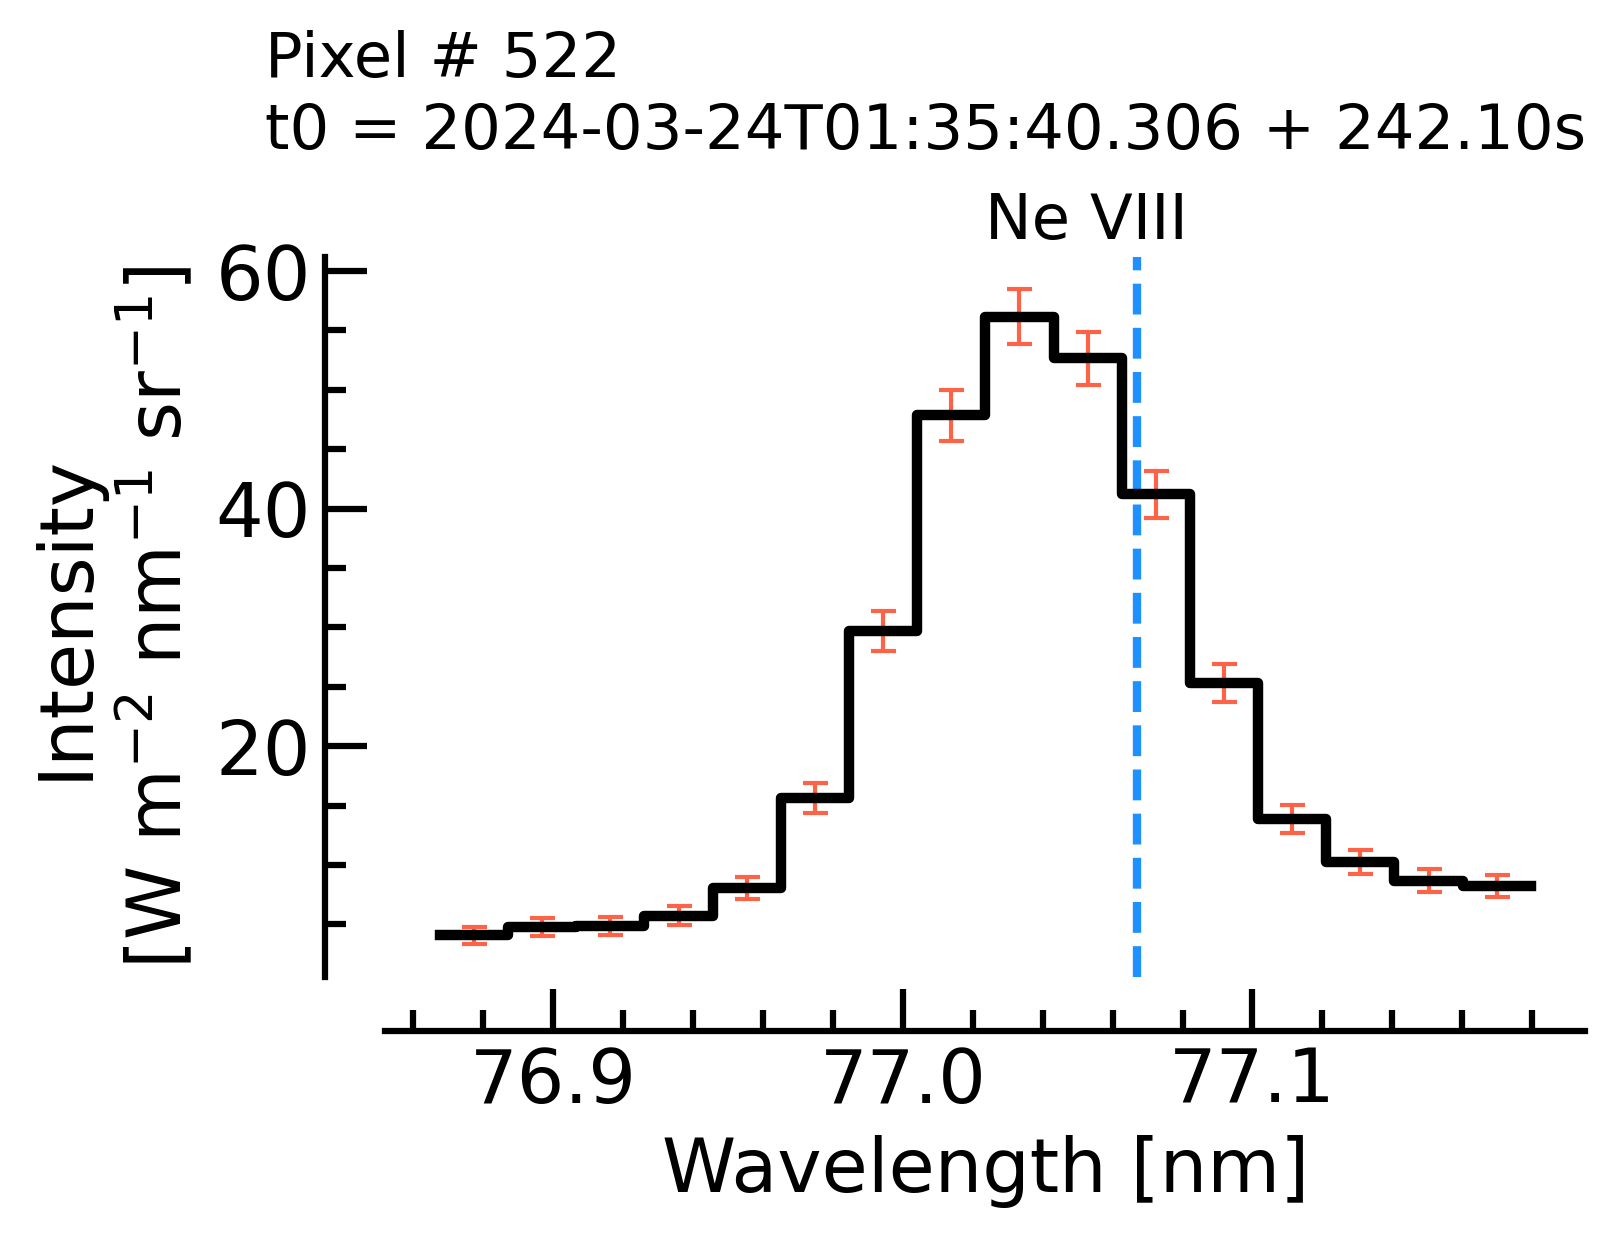 Pixel # 522
t0 = 2024-03-24T01:35:40.306 + 242.10s
Ne VIII
Intensity
[W m⁻² nm⁻¹ sr⁻¹]
60
40
20
76.9 77.0 77.1
Wavelength [nm]